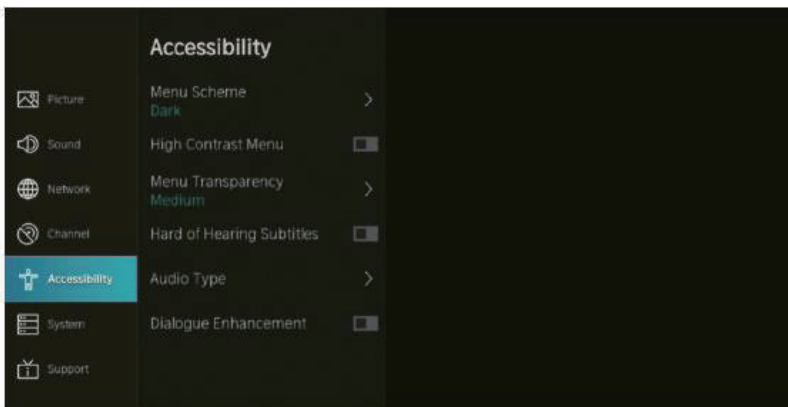 Accessibility
Picture
Sound
Network
Channel
Accessibility
System
Support
Menu Scheme
Dark
High Contrast Menu
Menu Transparency
Medium
Hard of Hearing Subtitles
Audio Type
Dialogue Enhancement